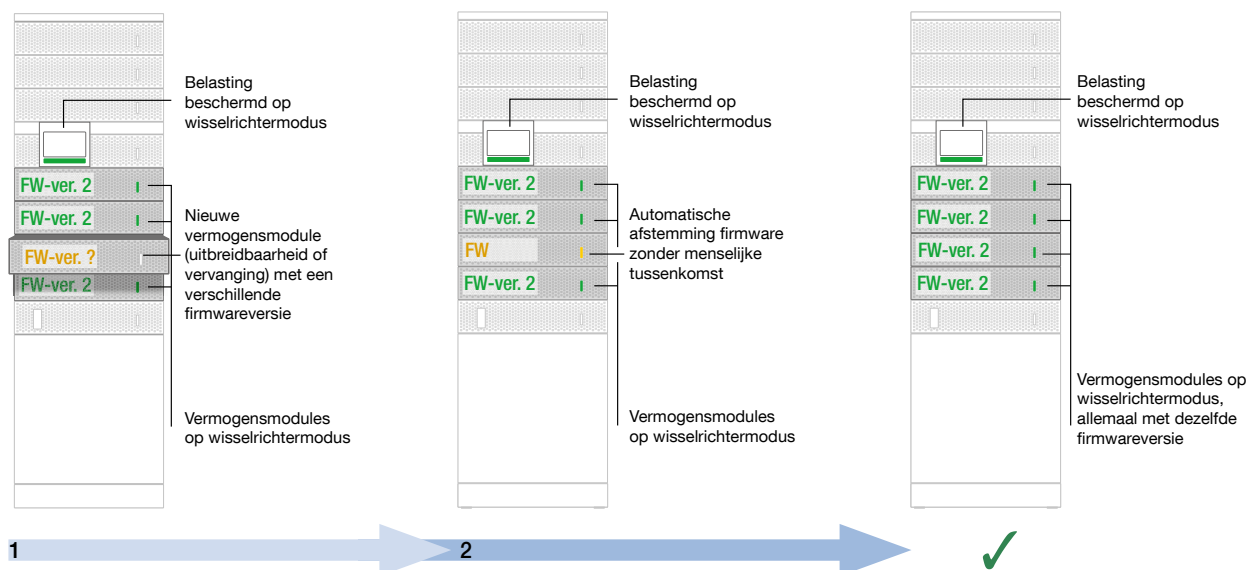 Belasting
beschermd op
wisselrichtermodus
FW-ver. 2
FW-ver. 2
FW-ver. ?
FW-ver. 2
Nieuwe
vermogensmodule
(uitbreidbaarheid of
vervanging) met een
verschillende
firmwareversie
Vermogensmodules
op wisselrichtermodus
Belasting
beschermd op
wisselrichtermodus
FW-ver. 2
FW-ver. 2
FW
FW-ver. 2
Automatische
afstemming firmware
zonder menselijke
tussenkomst
Vermogensmodules
op wisselrichtermodus
Belasting
beschermd op
wisselrichtermodus
FW-ver. 2
FW-ver. 2
FW-ver. 2
FW-ver. 2
Vermogensmodules op
wisselrichtermodus,
allemaal met dezelfde
firmwareversie
1
2